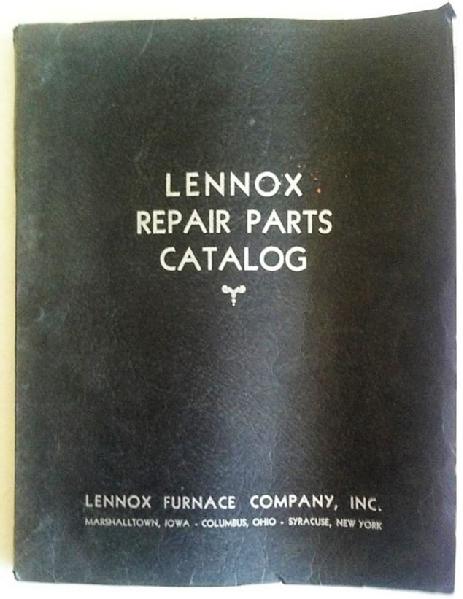 LENNOX
REPAIR PARTS
CATALOG
LENNOX FURNACE COMPANY, INC.
MARSHALLTOWN, IOWA - COLUMBUS, OHIO - SYRACUSE, NEW YORK